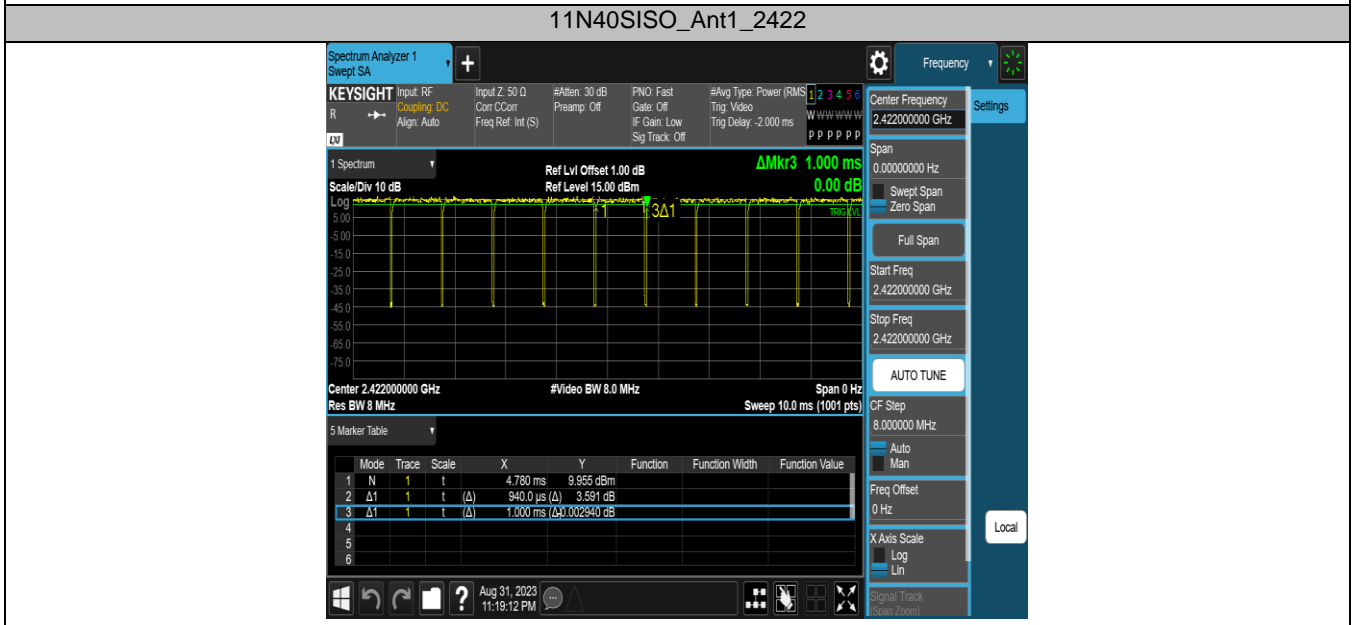 11N40SISO_Ant1_2422
Spectrum Analyzer 1
Swept SA
Frequency
KEYSIGHT
R
LXI
Input: RF
Coupling: DC
Align: Auto
Input Z: 50 Ω
Corr CCorr
Freq Ref: Int (S)
#Atten: 30 dB
Preamp: Off
PNO: Fast
Gate: Off
IF Gain: Low
Sig Track: Off
#Avg Type: Power (RMS
Trig: Video
Trig Delay: -2.000 ms
1 2 3 4 5 6
W W W W W W
P P P P P P
1 Spectrum
Scale/Div 10 dB
Ref Lvl Offset 1.00 dB
Ref Level 15.00 dBm
ΔMkr3 1.000 ms
0.00 dB
Log
5.00
-5.00
-15.0
-25.0
-35.0
-45.0
-55.0
-65.0
-75.0
1
3Δ1
TRIG LVL
Center 2.422000000 GHz
#Video BW 8.0 MHz
Span 0 Hz
Res BW 8 MHz
Sweep 10.0 ms (1001 pts)
5 Marker Table
Mode Trace Scale X Y Function Function Width Function Value
1 N 1 t 4.780 ms 9.955 dBm
2 Δ1 1 t (Δ) 940.0 µs (Δ) 3.591 dB
3 Δ1 1 t (Δ) 1.000 ms (Δ)-0.002940 dB
4
5
6
Aug 31, 2023
11:19:12 PM
?
Center Frequency
2.422000000 GHz
Settings
Span
0.00000000 Hz
Swept Span
Zero Span
Full Span
Start Freq
2.422000000 GHz
Stop Freq
2.422000000 GHz
AUTO TUNE
CF Step
8.000000 MHz
Auto
Man
Freq Offset
0 Hz
X Axis Scale
Log
Lin
Local
Signal Track
(Span Zoom)